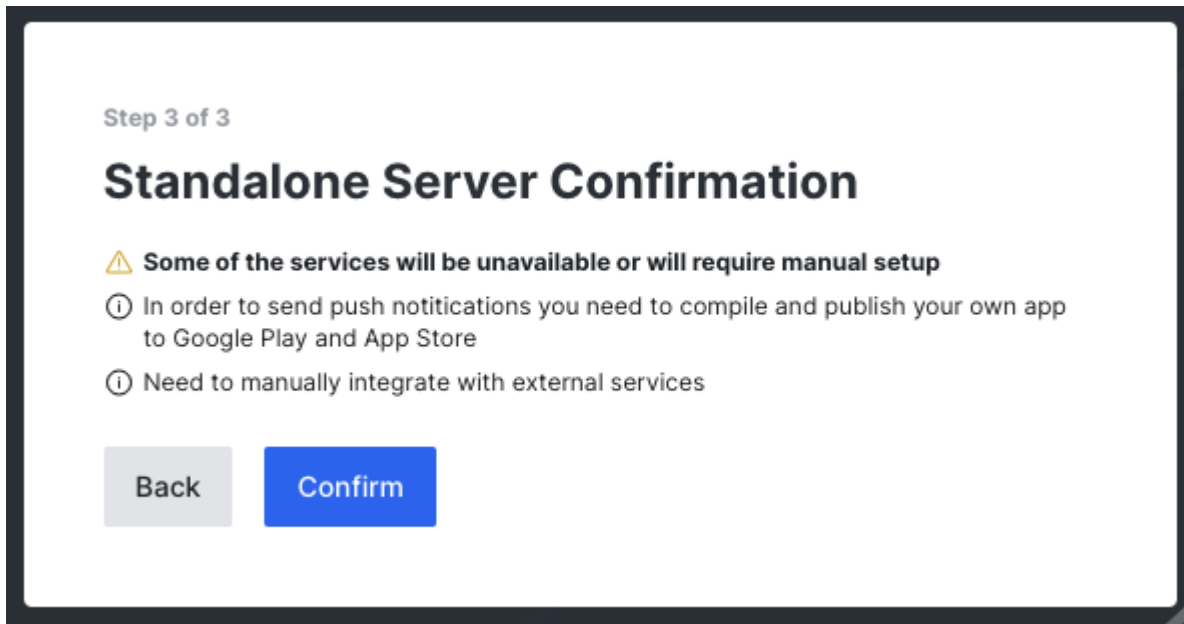 Step 3 of 3
Standalone Server Confirmation
Some of the services will be unavailable or will require manual setup
In order to send push notitications you need to compile and publish your own app
to Google Play and App Store
Need to manually integrate with external services
Back
Confirm